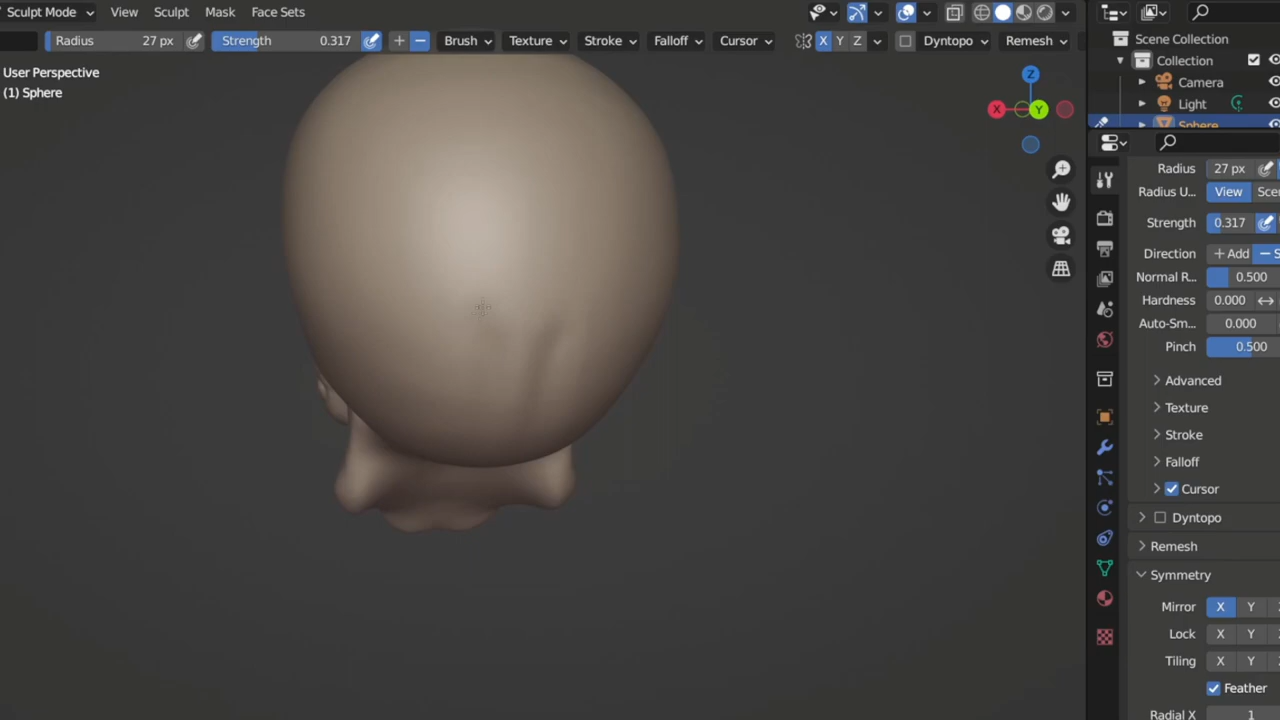 Sculpt Mode View Sculpt Mask Face Sets
Radius 27 px Strength 0.317 Brush Texture Stroke Falloff Cursor X Y Z Dyntopo Remesh
User Perspective
(1) Sphere
Z
X Y
Scene Collection
Collection
Camera
Light
Sphere
Radius 27 px
Radius U... View Sce
Strength 0.317
Direction + Add − S
Normal R... 0.500
Hardness 0.000
Auto-Sm... 0.000
Pinch 0.500
Advanced
Texture
Stroke
Falloff
Cursor
Dyntopo
Remesh
Symmetry
Mirror X Y
Lock X Y
Tiling X Y
Feather
Radial X 1